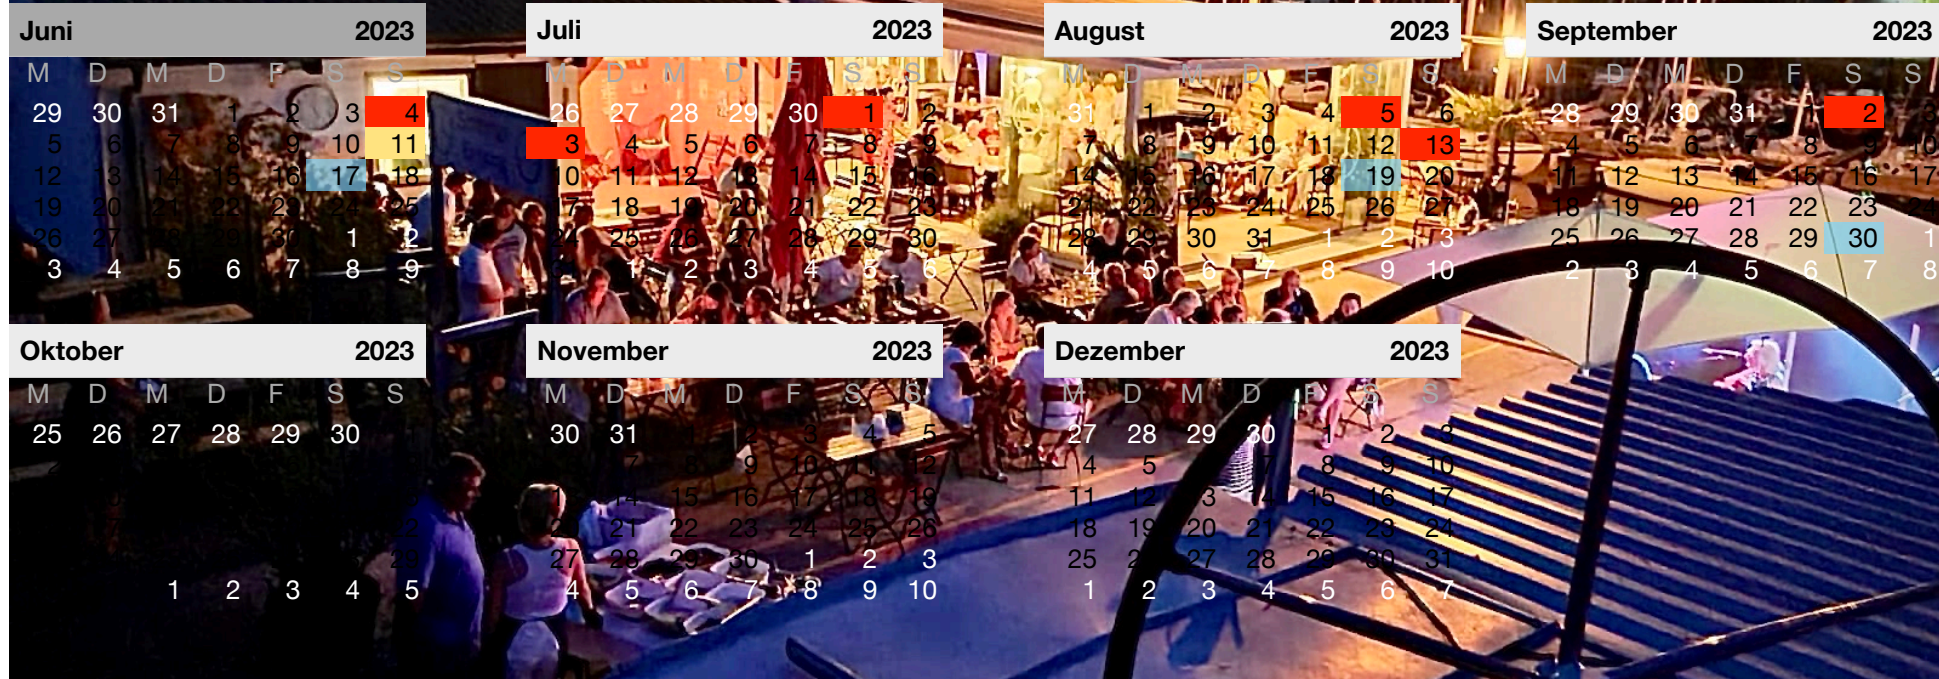 Juni 2023
M D M D F S S
29 30 31 1 2 3 4
5 6 7 8 9 10 11
12 13 14 15 16 17 18
19 20 21 22 23 24 25
26 27 28 29 30 1 2
3 4 5 6 7 8 9
Juli 2023
M D M D F S S
26 27 28 29 30 1 2
3 4 5 6 7 8 9
10 11 12 13 14 15 16
17 18 19 20 21 22 23
24 25 26 27 28 29 30
1 2 3 4 5 6
August 2023
M D M D F S S
31 1 2 3 4 5 6
7 8 9 10 11 12 13
14 15 16 17 18 19 20
21 22 23 24 25 26 27
28 29 30 31 1 2 3
4 5 6 7 8 9 10
September 2023
M D M D F S S
28 29 30 31 1 2 3
4 5 6 7 8 9 10
11 12 13 14 15 16 17
18 19 20 21 22 23 24
25 26 27 28 29 30 1
2 3 4 5 6 7 8
Oktober 2023
M D M D F S S
25 26 27 28 29 30
2
22
29
1 2 3 4 5
November 2023
M D M D F S S
30 31 2 3 4 5
7 8 9 10 11 12
13 14 15 16 17 18 19
20 21 22 23 24 25 26
27 28 29 30 1 2 3
4 5 6 7 8 9 10
Dezember 2023
M D M D F S S
27 28 29 30 1 2 3
4 5 7 8 9 10
11 12 13 14 15 16 17
18 19 20 21 22 23 24
25 26 27 28 29 30 31
1 2 3 4 5 6 7